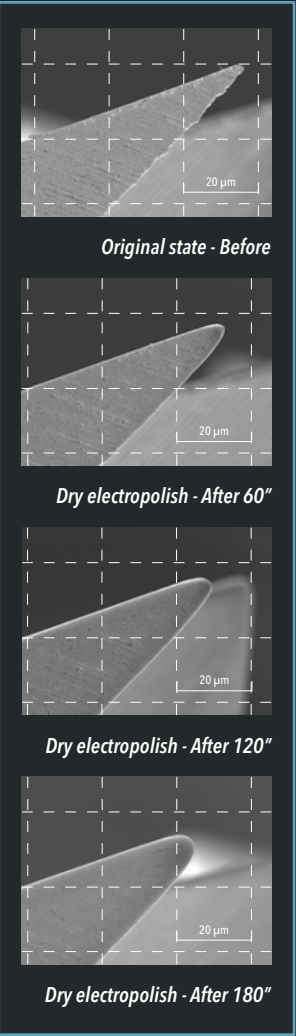 20 µm
Original state - Before
20 µm
Dry electropolish - After 60”
20 µm
Dry electropolish - After 120”
20 µm
Dry electropolish - After 180”